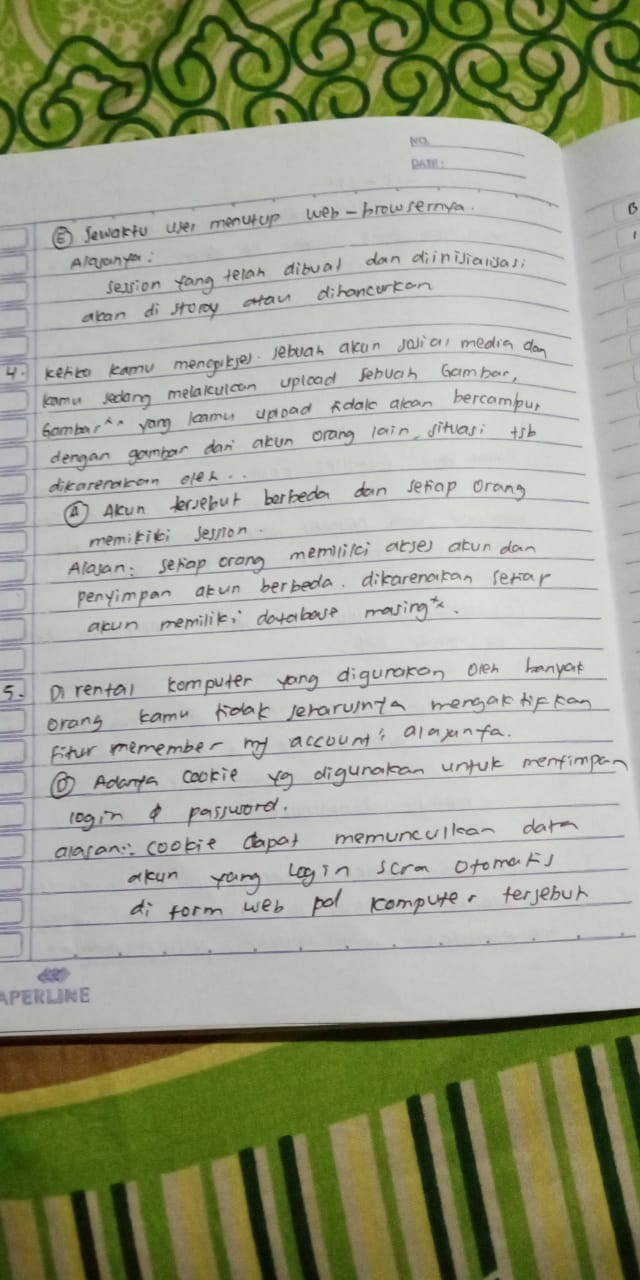 NO.
DATE:
B
1
Ⓔ Sewaktu user menutup web-browsernya.
Alasanya:
session yang telah dibuat dan diinisialisasi
akan di storoy atau dihancurkan
4. ketika kamu mengakses sebuah akun sosial media dan
kamu sedang melakukan upload sebuah Gambar,
Gambar" yang kamu upload tidak akan bercampur
dengan gambar dari akun orang lain, situasi tsb
dikarenakan oleh...
Ⓐ Akun tersebut berbeda dan setiap orang
memikiki session.
Alasan: setiap orang memiliki akses akun dan
penyimpan akun berbeda. dikarenakan setiap
akun memiliki database masing".
5. Di rental komputer yang digunakan oleh banyak
orang kamu tidak seharusnya mengaktifkan
fitur remember my account, alasannya.
Ⓓ Adanya cookie yg digunakan untuk menyimpan
login & password.
alasan: cookie dapat memunculkan data
akun yang login scra otomatis
di form web pd komputer tersebut
APERLINE